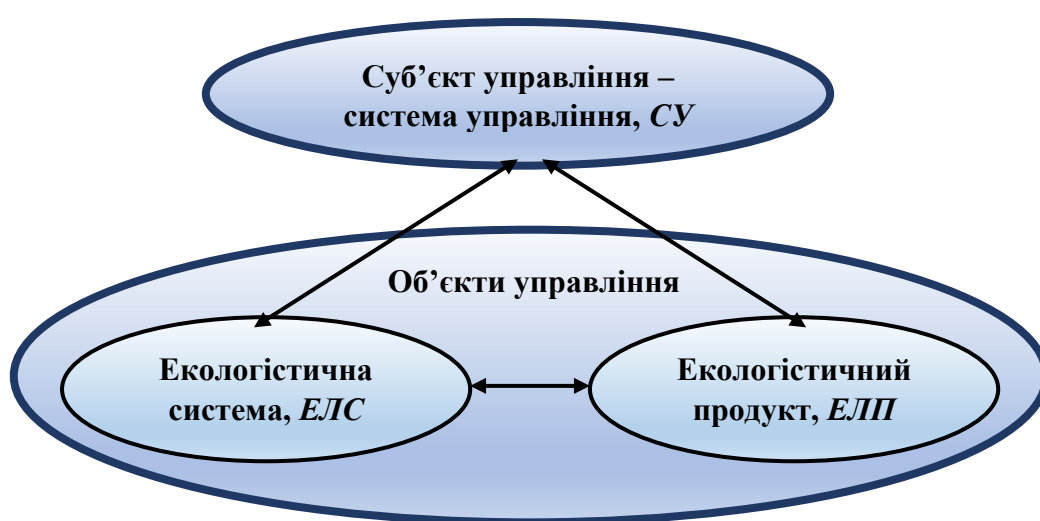 Суб’єкт управління –
система управління, СУ
Об’єкти управління
Екологістична
система, ЕЛС
Екологістичний
продукт, ЕЛП